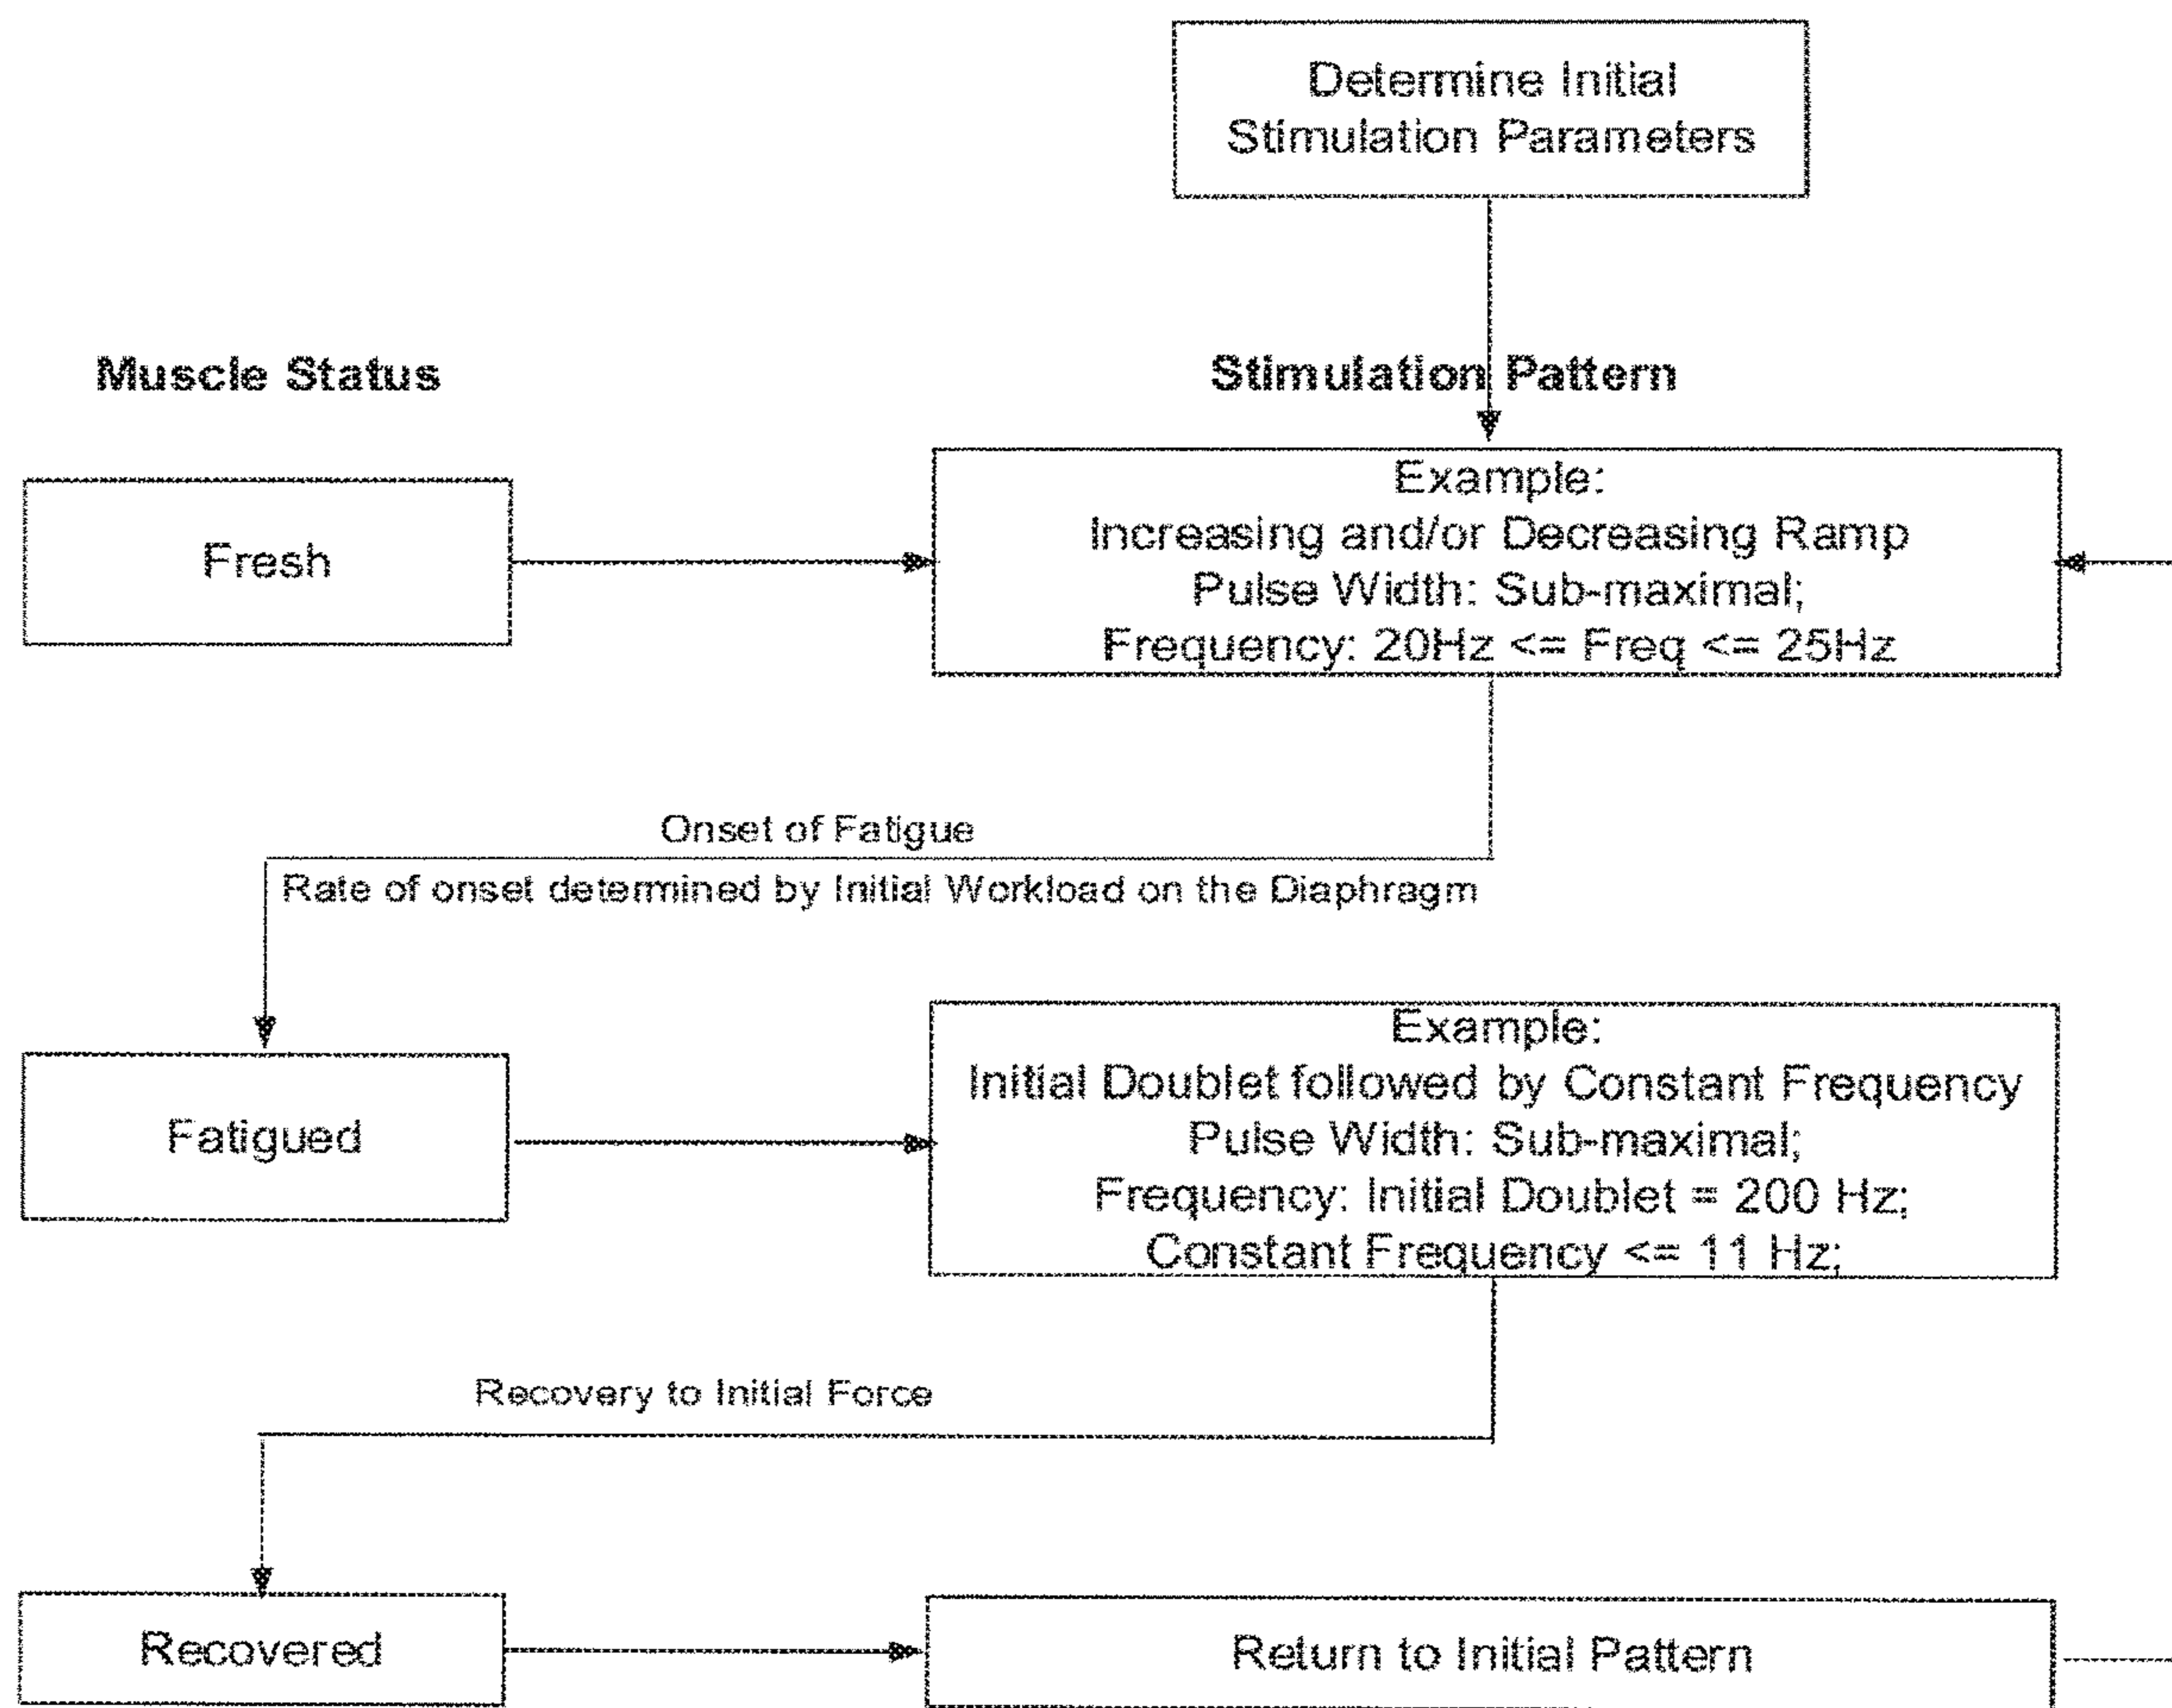 Determine Initial
Stimulation Parameters
Muscle Status
Stimulation Pattern
Fresh
Example:
Increasing and/or Decreasing Ramp
Pulse Width: Sub-maximal;
Frequency: 20Hz <= Freq <= 25Hz
Onset of Fatigue
Rate of onset determined by Initial Workload on the Diaphragm
Fatigued
Example:
Initial Doublet followed by Constant Frequency
Pulse Width: Sub-maximal;
Frequency: Initial Doublet = 200 Hz;
Constant Frequency <= 11 Hz;
Recovery to Initial Force
Recovered
Return to Initial Pattern